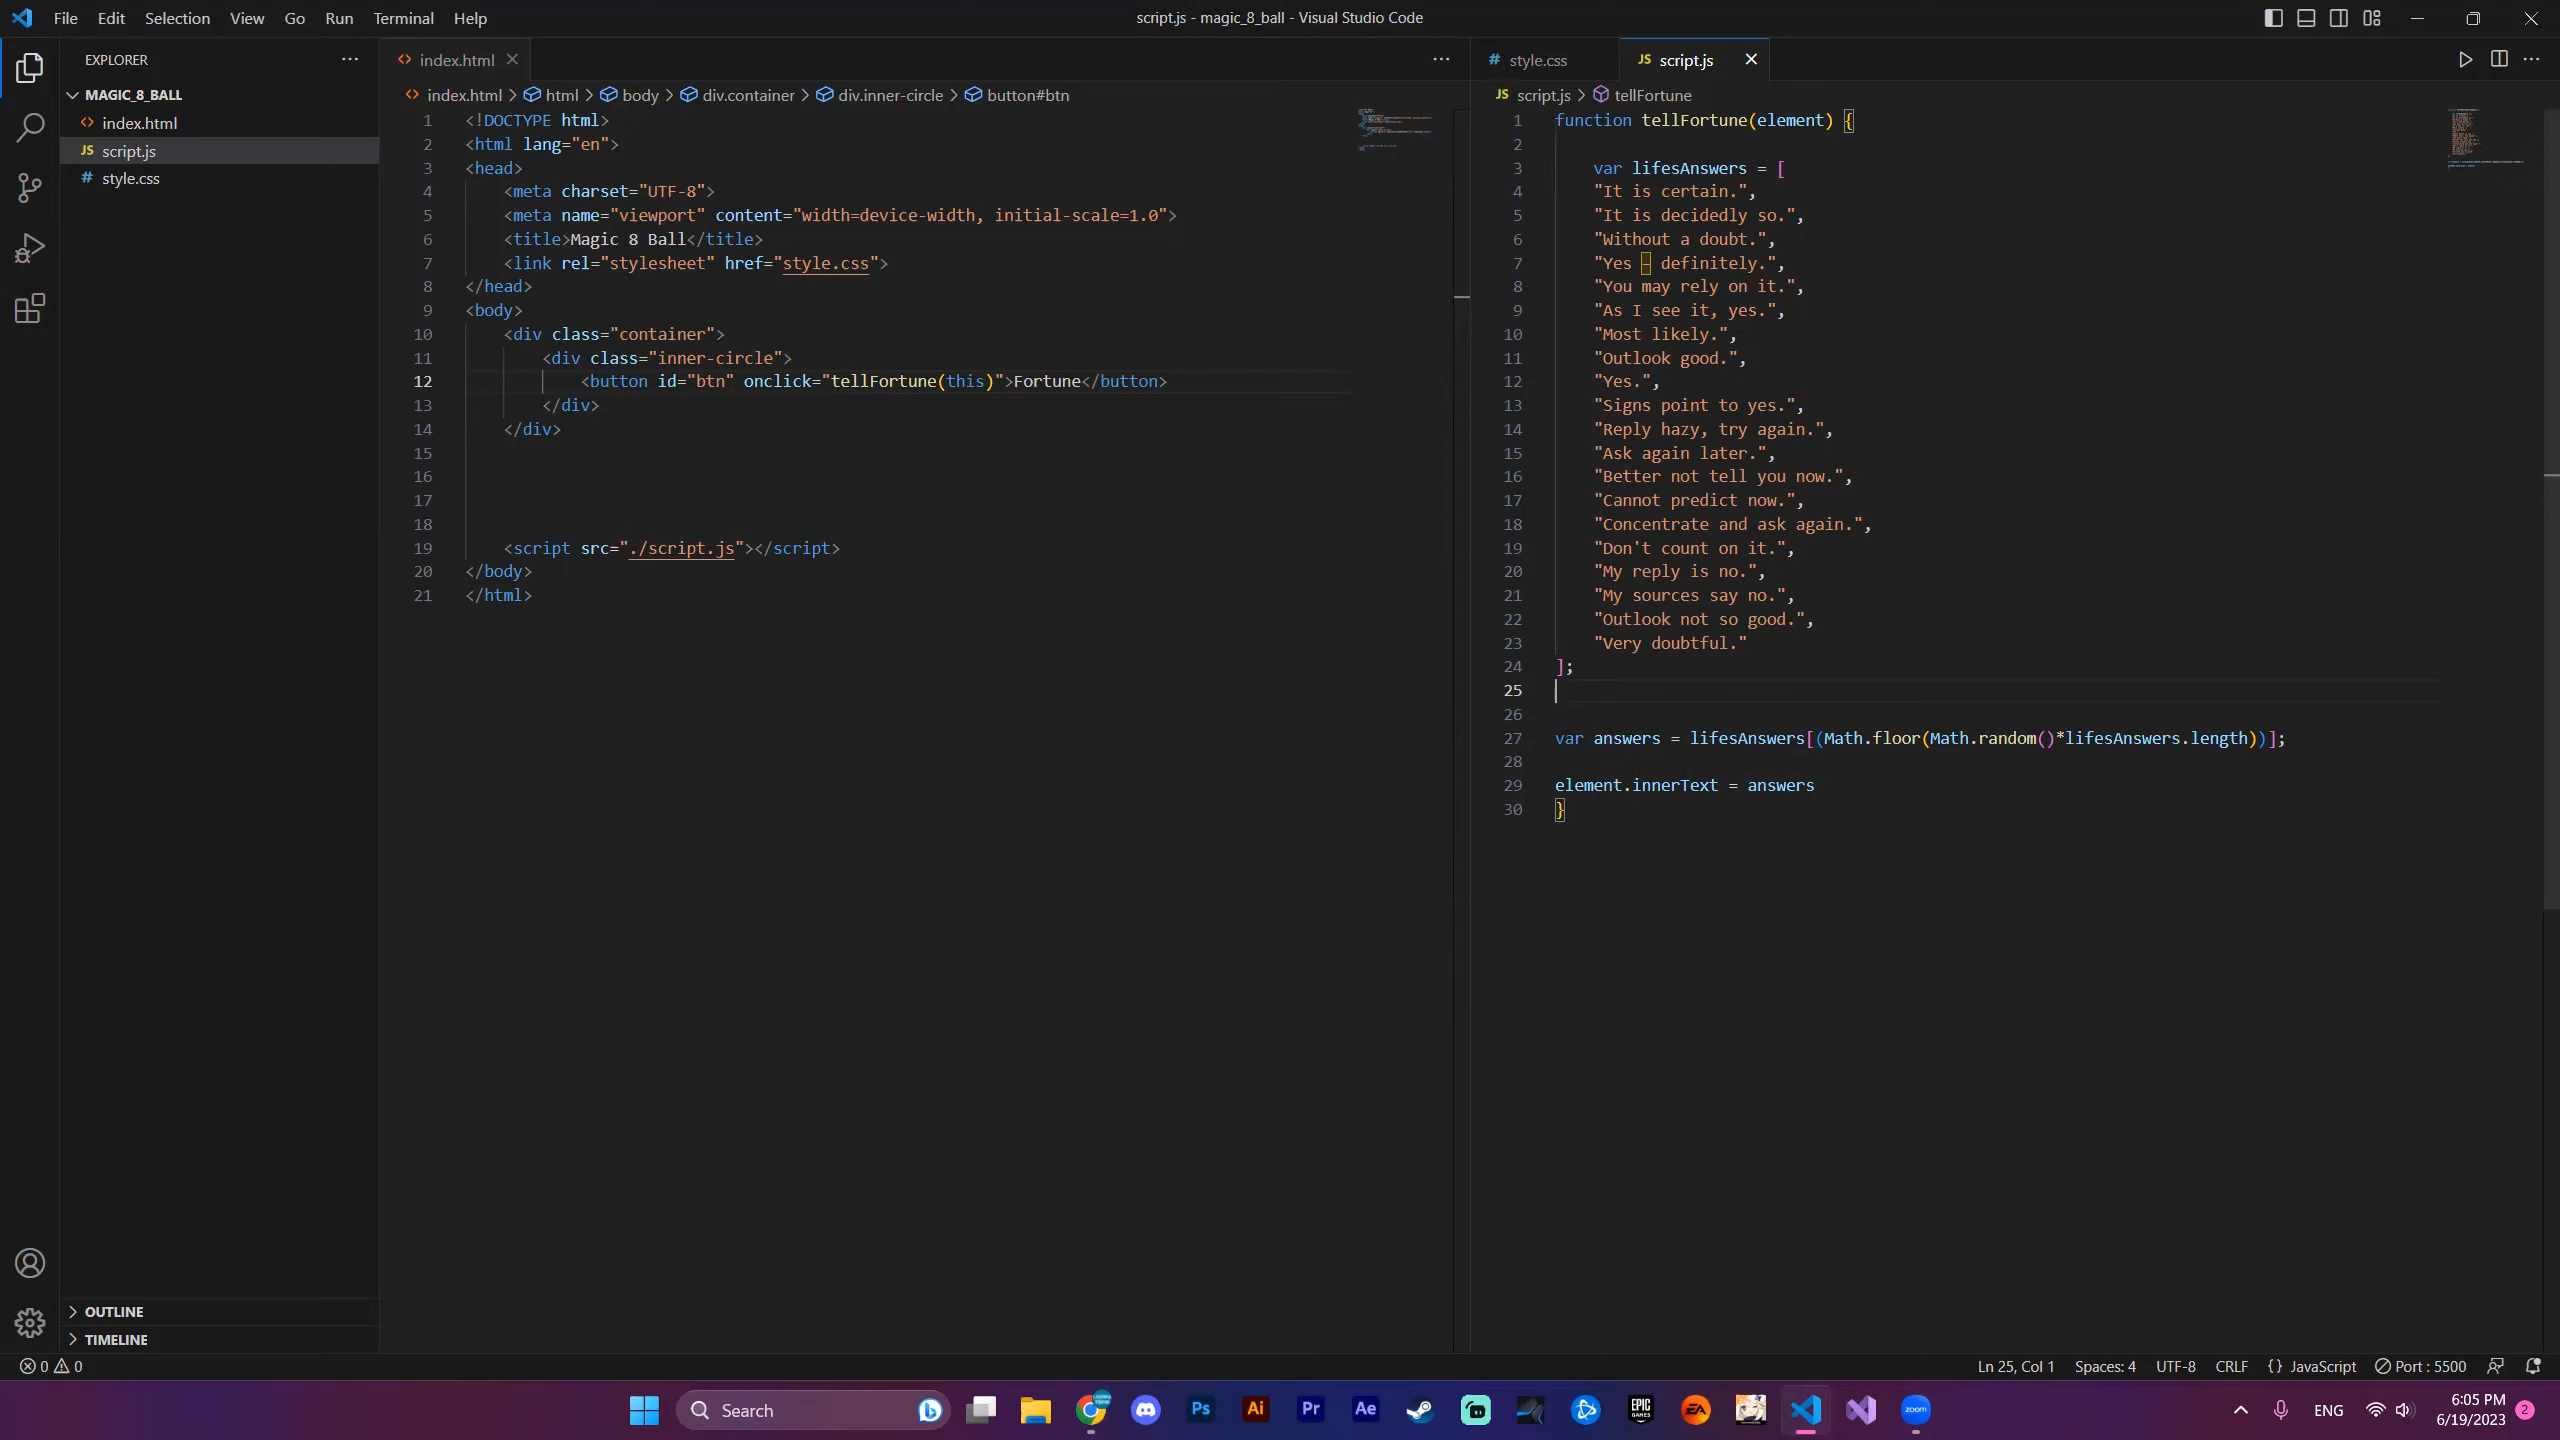 File Edit Selection View Go Run Terminal Help
script.js - magic_8_ball - Visual Studio Code
EXPLORER
MAGIC_8_BALL
index.html
script.js
style.css
OUTLINE
TIMELINE
index.html
index.html > html > body > div.container > div.inner-circle > button#btn
1 <!DOCTYPE html>
2 <html lang="en">
3 <head>
4 <meta charset="UTF-8">
5 <meta name="viewport" content="width=device-width, initial-scale=1.0">
6 <title>Magic 8 Ball</title>
7 <link rel="stylesheet" href="style.css">
8 </head>
9 <body>
10 <div class="container">
11 <div class="inner-circle">
12 <button id="btn" onclick="tellFortune(this)">Fortune</button>
13 </div>
14 </div>
15
16
17
18
19 <script src="./script.js"></script>
20 </body>
21 </html>
# style.css
JS script.js
JS script.js > tellFortune
1 function tellFortune(element) {
2
3 var lifesAnswers = [
4 "It is certain.",
5 "It is decidedly so.",
6 "Without a doubt.",
7 "Yes – definitely.",
8 "You may rely on it.",
9 "As I see it, yes.",
10 "Most likely.",
11 "Outlook good.",
12 "Yes.",
13 "Signs point to yes.",
14 "Reply hazy, try again.",
15 "Ask again later.",
16 "Better not tell you now.",
17 "Cannot predict now.",
18 "Concentrate and ask again.",
19 "Don't count on it.",
20 "My reply is no.",
21 "My sources say no.",
22 "Outlook not so good.",
23 "Very doubtful."
24 ];
25
26
27 var answers = lifesAnswers[(Math.floor(Math.random()*lifesAnswers.length))];
28
29 element.innerText = answers
30 }
0 0
Ln 25, Col 1 Spaces: 4 UTF-8 CRLF {} JavaScript Port : 5500
Search
Ps Ai Pr Ae
EPIC GAMES
EA
zoom
ENG
6:05 PM
6/19/2023
2